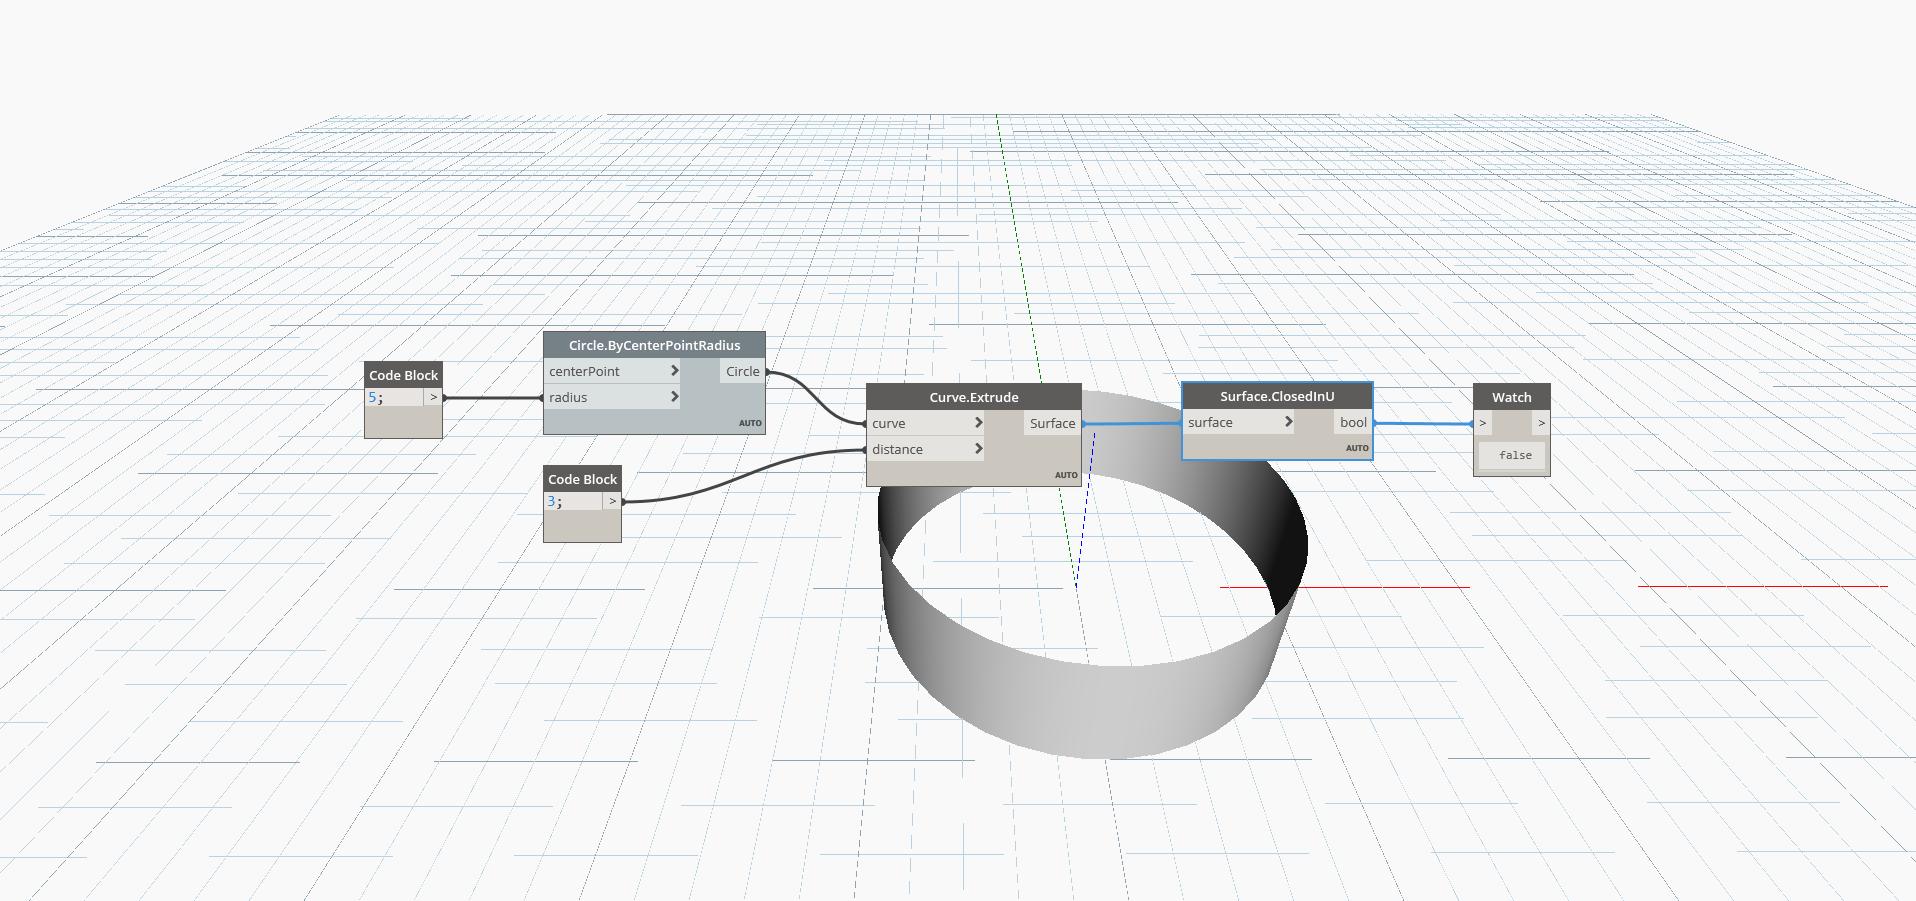 Code Block
5;
>
Circle.ByCenterPointRadius
centerPoint > Circle
radius >
AUTO
Code Block
3;
>
Curve.Extrude
curve > Surface
distance >
AUTO
Surface.ClosedInU
surface > bool
AUTO
Watch
> >
false